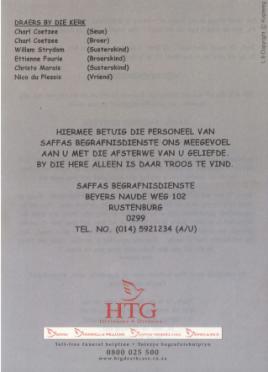 DRAERS BY DIE KERK
Charl Coetzee (Seun)
Charl Coetzee (Broer)
Willem Strydom (Susterskind)
Ettienne Fourie (Broerskind)
Christo Marais (Susterskind)
Nico du Plessis (Vriend)
HIERMEE BETUIG DIE PERSONEEL VAN
SAFFAS BEGRAFNISDIENSTE ONS MEEGEVOEL
AAN U MET DIE AFSTERWE VAN U GELIEFDE.
BY DIE HERE ALLEEN IS DAAR TROOS TE VIND.
SAFFAS BEGRAFNISDIENSTE
BEYERS NAUDE WEG 102
RUSTENBURG
0299
TEL. NO. (014) 5921234 (A/U)
HTG
Toll-free funeral helpline • Tolvrye begrafnishulplyn
0800 025 500